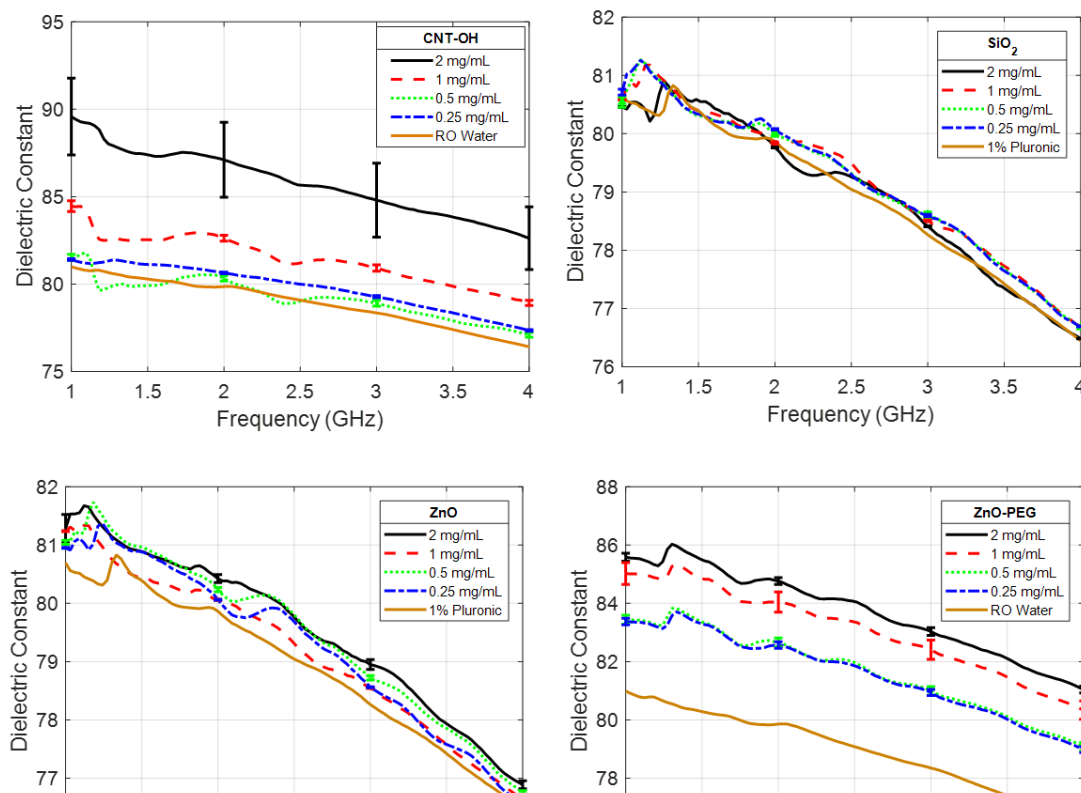 95
90
85
80
75
Dielectric Constant
1
1.5
2
2.5
3
3.5
4
Frequency (GHz)
CNT-OH
2 mg/mL
1 mg/mL
0.5 mg/mL
0.25 mg/mL
RO Water
82
81
80
79
78
77
76
Dielectric Constant
1
1.5
2
2.5
3
3.5
4
Frequency (GHz)
SiO₂
2 mg/mL
1 mg/mL
0.5 mg/mL
0.25 mg/mL
1% Pluronic
82
81
80
79
78
77
Dielectric Constant
ZnO
2 mg/mL
1 mg/mL
0.5 mg/mL
0.25 mg/mL
1% Pluronic
88
86
84
82
80
78
Dielectric Constant
ZnO-PEG
2 mg/mL
1 mg/mL
0.5 mg/mL
0.25 mg/mL
RO Water